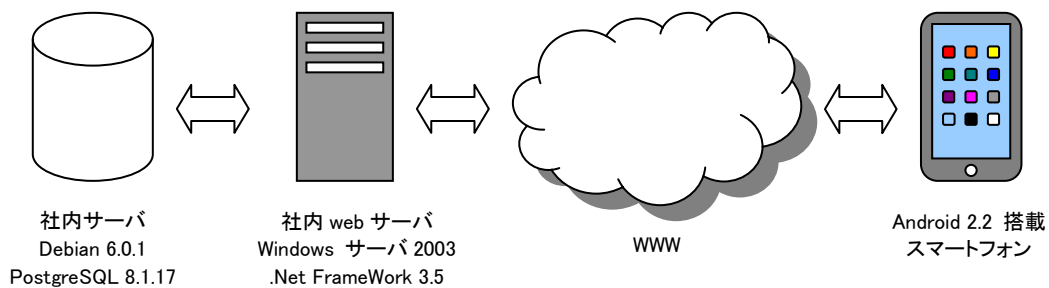 社内サーバ
Debian 6.0.1
PostgreSQL 8.1.17
社内 web サーバ
Windows サーバ 2003
.Net FrameWork 3.5
WWW
Android 2.2 搭載
スマートフォン